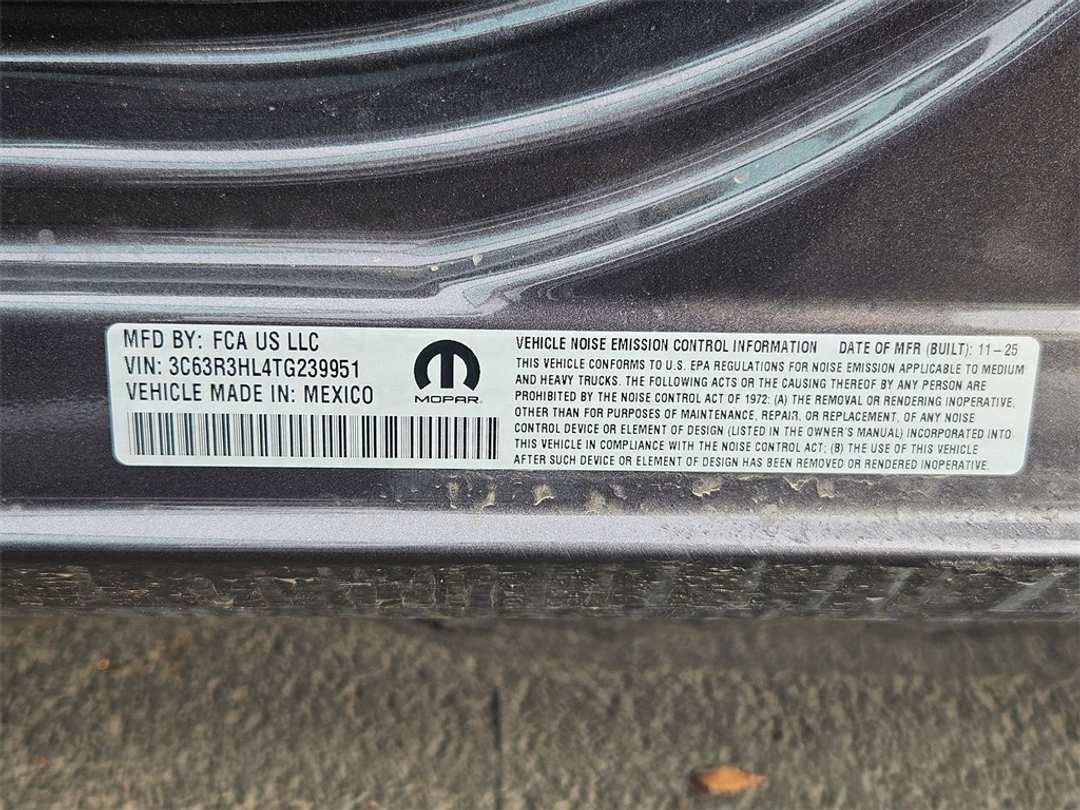 MFD BY: FCA US LLC
VIN: 3C63R3HL4TG239951
VEHICLE MADE IN: MEXICO
MOPAR
VEHICLE NOISE EMISSION CONTROL INFORMATION DATE OF MFR (BUILT): 11-25
THIS VEHICLE CONFORMS TO U.S. EPA REGULATIONS FOR NOISE EMISSION APPLICABLE TO MEDIUM
AND HEAVY TRUCKS. THE FOLLOWING ACTS OR THE CAUSING THEREOF BY ANY PERSON ARE
PROHIBITED BY THE NOISE CONTROL ACT OF 1972: (A) THE REMOVAL OR RENDERING INOPERATIVE,
OTHER THAN FOR PURPOSES OF MAINTENANCE, REPAIR, OR REPLACEMENT, OF ANY NOISE
CONTROL DEVICE OR ELEMENT OF DESIGN (LISTED IN THE OWNER'S MANUAL) INCORPORATED INTO
THIS VEHICLE IN COMPLIANCE WITH THE NOISE CONTROL ACT; (B) THE USE OF THIS VEHICLE
AFTER SUCH DEVICE OR ELEMENT OF DESIGN HAS BEEN REMOVED OR RENDERED INOPERATIVE.